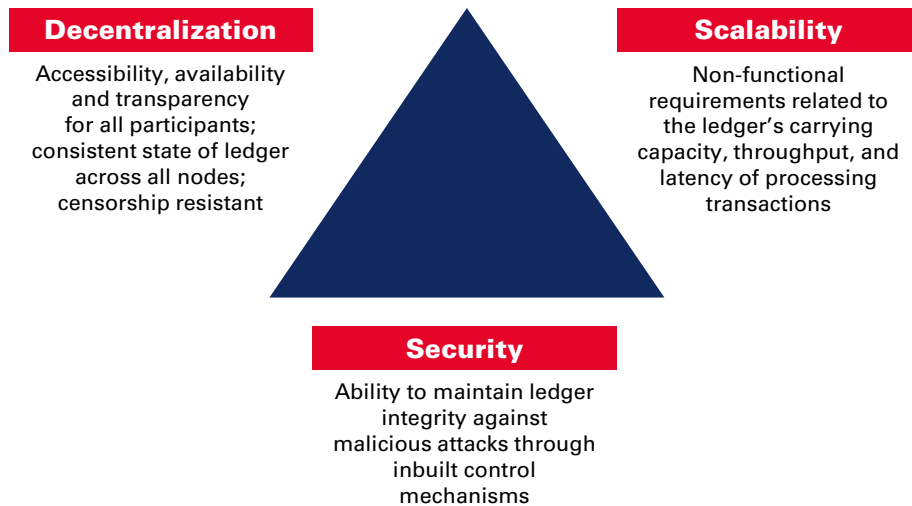 Decentralization
Accessibility, availability
and transparency
for all participants;
consistent state of ledger
across all nodes;
censorship resistant
Scalability
Non-functional
requirements related to
the ledger’s carrying
capacity, throughput, and
latency of processing
transactions
Security
Ability to maintain ledger
integrity against
malicious attacks through
inbuilt control
mechanisms